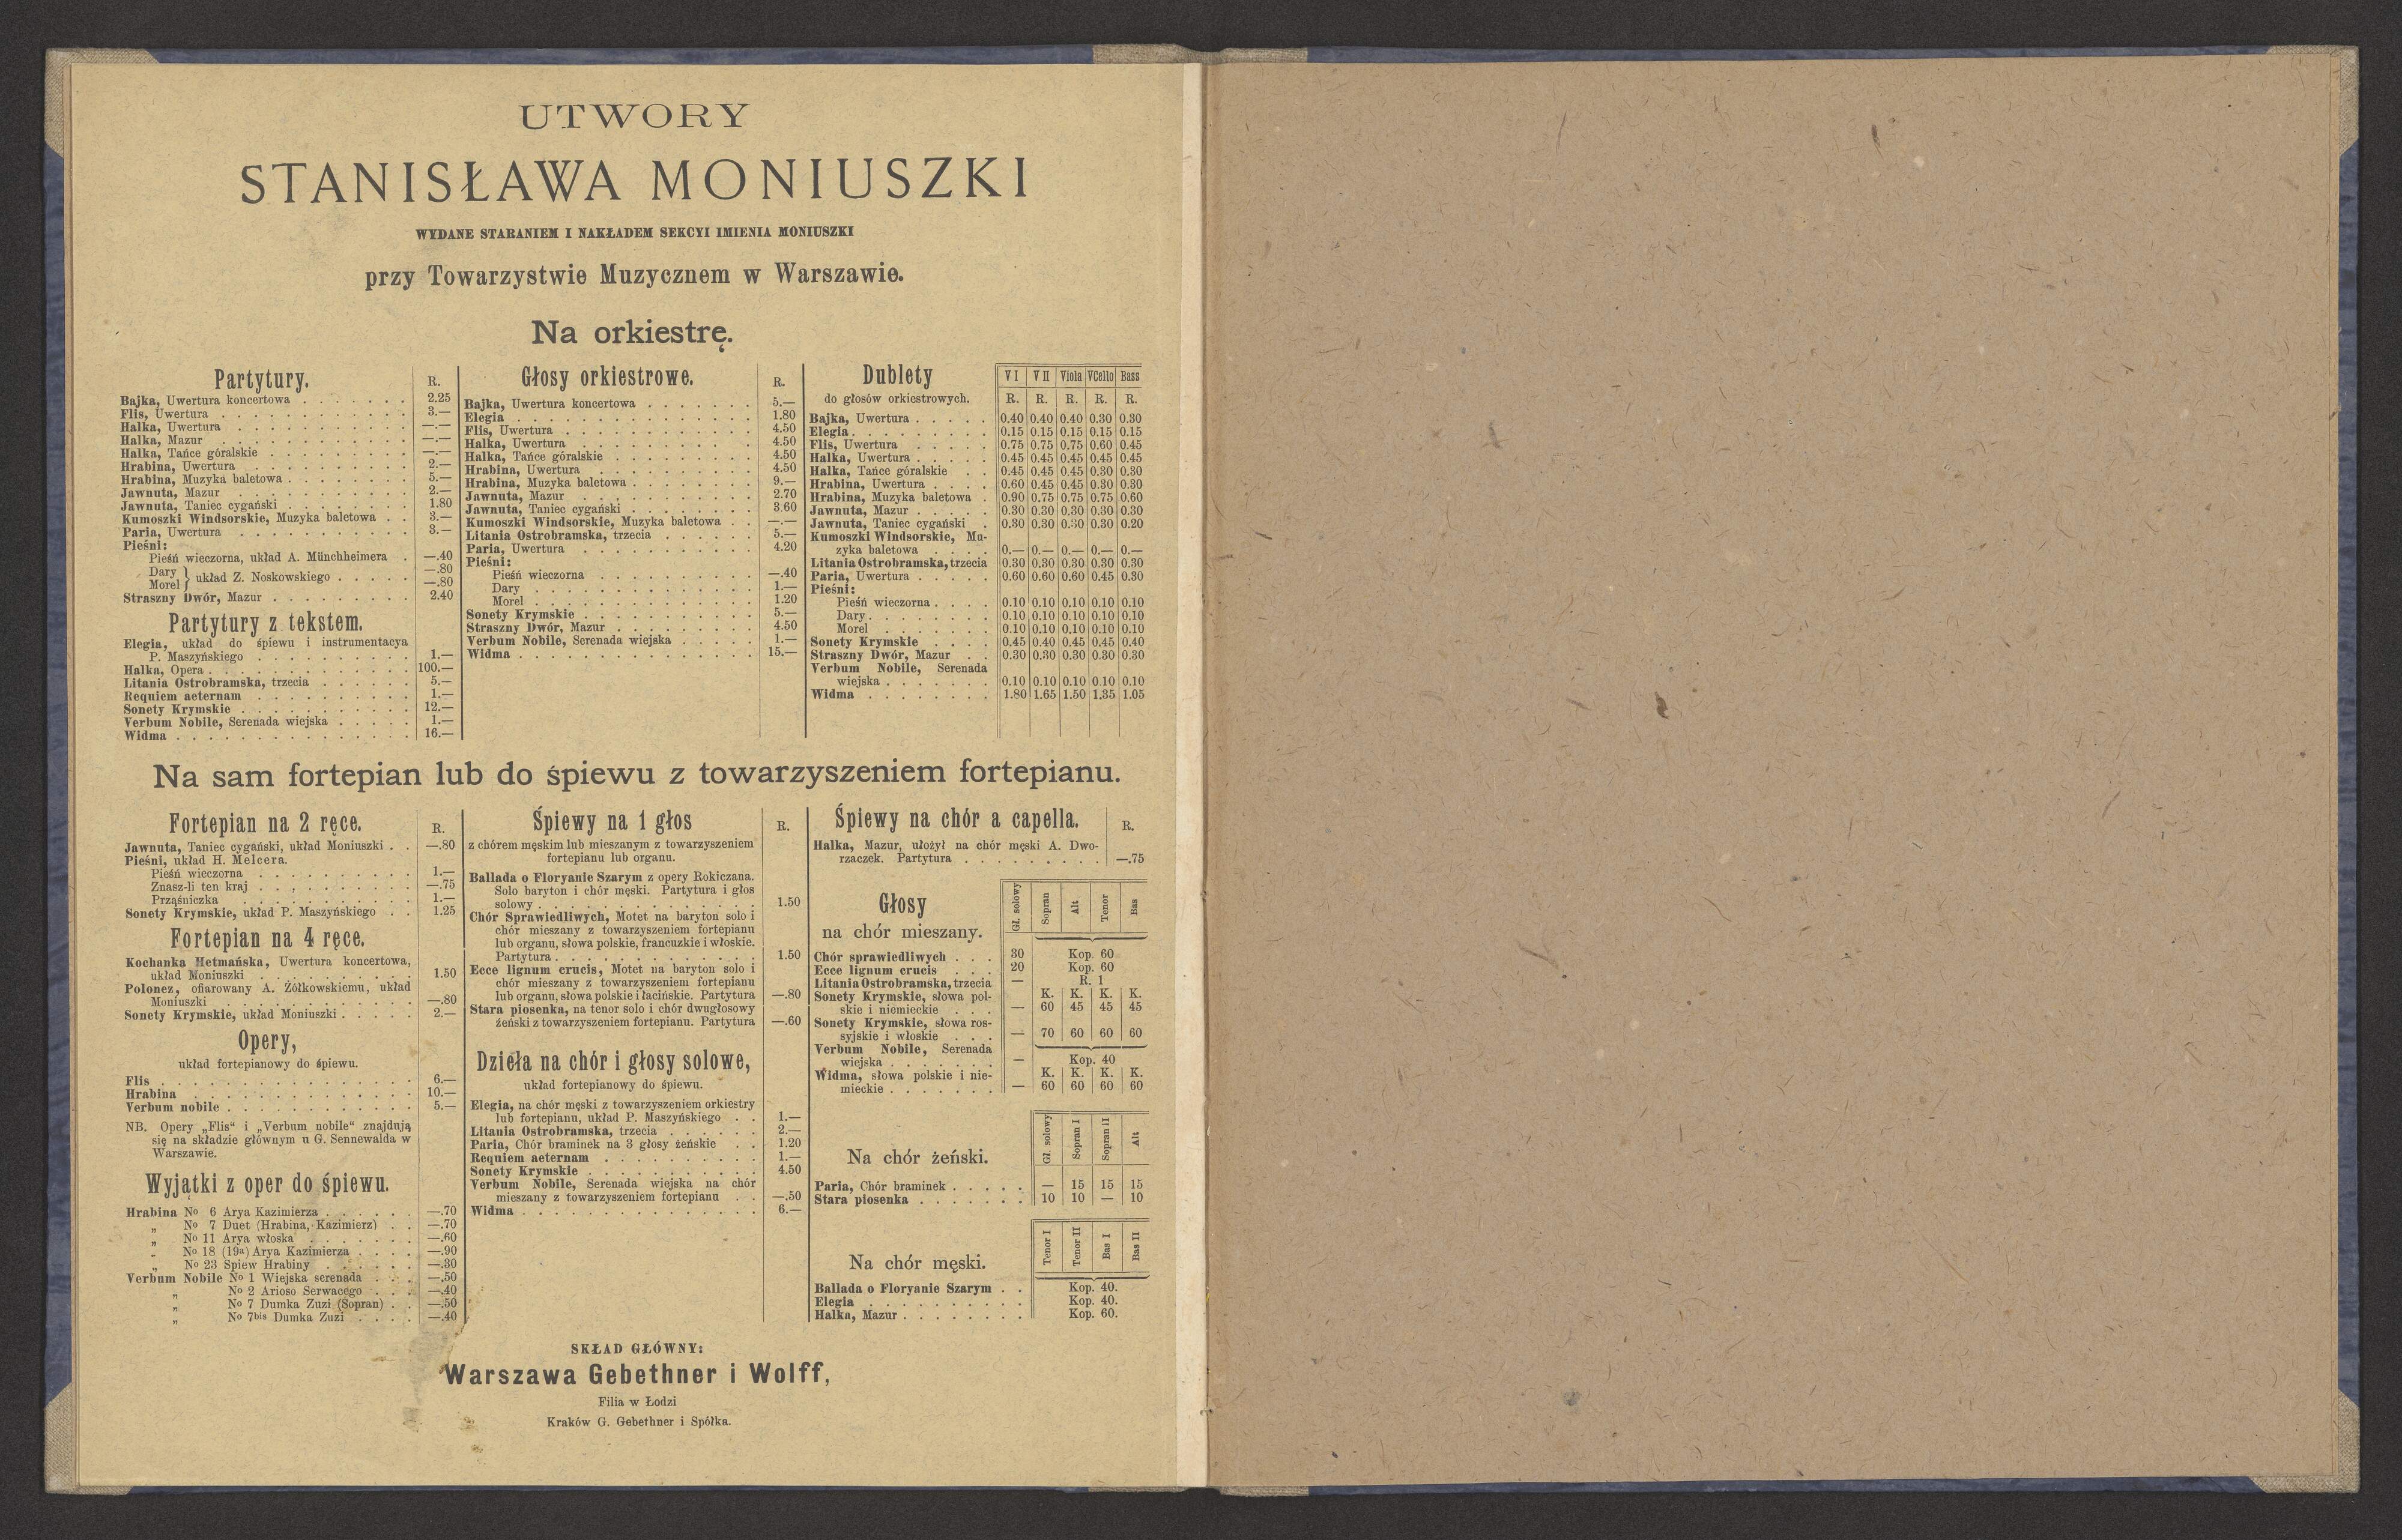 UTWORY
STANISŁAWA MONIUSZKI
WYDANE STARANIEM I NAKŁADEM SEKCYI IMIENIA MONIUSZKI
przy Towarzystwie Muzycznem w Warszawie.
Na orkiestrę.
Partytury. R.
Bajka, Uwertura koncertowa . . . . . . . 2.25
Flis, Uwertura . . . . . . . . . . . . 3.—
Halka, Uwertura . . . . . . . . . . . —.—
Halka, Mazur . . . . . . . . . . . . —.—
Halka, Tańce góralskie . . . . . . . . . —.—
Hrabina, Uwertura . . . . . . . . . . 2.—
Hrabina, Muzyka baletowa . . . . . . . . 5.—
Jawnuta, Mazur . . . . . . . . . . . 2.—
Jawnuta, Taniec cygański . . . . . . . . 1.80
Kumoszki Windsorskie, Muzyka baletowa . . 3.—
Paria, Uwertura . . . . . . . . . . . 3.—
Pieśni:
Pieśń wieczorna, układ A. Münchheimera . —.40
Dary } układ Z. Noskowskiego . . . . . —.80
Morel } —.80
Straszny Dwór, Mazur . . . . . . . . . 2.40
Partytury z tekstem.
Elegia, układ do śpiewu i instrumentacya
P. Maszyńskiego . . . . . . . . . . 1.—
Halka, Opera . . . . . . . . . . . . 100.—
Litania Ostrobramska, trzecia . . . . . . 5.—
Requiem aeternam . . . . . . . . . . 1.—
Sonety Krymskie . . . . . . . . . . . 12.—
Verbum Nobile, Serenada wiejska . . . . . 1.—
Widma . . . . . . . . . . . . . . . 16.—
Głosy orkiestrowe. R.
Bajka, Uwertura koncertowa . . . . . . . 5.—
Elegia . . . . . . . . . . . . . . . 1.80
Flis, Uwertura . . . . . . . . . . . . 4.50
Halka, Uwertura . . . . . . . . . . . 4.50
Halka, Tańce góralskie . . . . . . . . . 4.50
Hrabina, Uwertura . . . . . . . . . . 4.50
Hrabina, Muzyka baletowa . . . . . . . . 9.—
Jawnuta, Mazur . . . . . . . . . . . 2.70
Jawnuta, Taniec cygański . . . . . . . . 3.60
Kumoszki Windsorskie, Muzyka baletowa . . —.—
Litania Ostrobramska, trzecia . . . . . . 5.—
Paria, Uwertura . . . . . . . . . . . 4.20
Pieśni:
Pieśń wieczorna . . . . . . . . . . —.40
Dary . . . . . . . . . . . . . . 1.—
Morel . . . . . . . . . . . . . . 1.20
Sonety Krymskie . . . . . . . . . . . 5.—
Straszny Dwór, Mazur . . . . . . . . . 4.50
Verbum Nobile, Serenada wiejska . . . . . 1.—
Widma . . . . . . . . . . . . . . . 15.—
Dublety V I V II Viola VCello Bass
do głosów orkiestrowych. R. R. R. R. R.
Bajka, Uwertura . . . . . 0.40 0.40 0.40 0.30 0.30
Elegia . . . . . . . . . 0.15 0.15 0.15 0.15 0.15
Flis, Uwertura . . . . . 0.75 0.75 0.75 0.60 0.45
Halka, Uwertura . . . . . 0.45 0.45 0.45 0.45 0.45
Halka, Tańce góralskie . . 0.45 0.45 0.45 0.30 0.30
Hrabina, Uwertura . . . . 0.60 0.45 0.45 0.30 0.30
Hrabina, Muzyka baletowa . 0.90 0.75 0.75 0.75 0.60
Jawnuta, Mazur . . . . . 0.30 0.30 0.30 0.30 0.30
Jawnuta, Taniec cygański . 0.30 0.30 0.30 0.30 0.20
Kumoszki Windsorskie, Mu-
zyka baletowa . . . . 0.— 0.— 0.— 0.— 0.—
Litania Ostrobramska, trzecia 0.30 0.30 0.30 0.30 0.30
Paria, Uwertura . . . . . 0.60 0.60 0.60 0.45 0.30
Pieśni:
Pieśń wieczorna . . . . 0.10 0.10 0.10 0.10 0.10
Dary . . . . . . . . 0.10 0.10 0.10 0.10 0.10
Morel . . . . . . . 0.10 0.10 0.10 0.10 0.10
Sonety Krymskie . . . . 0.45 0.40 0.45 0.45 0.40
Straszny Dwór, Mazur . . 0.30 0.30 0.30 0.30 0.30
Verbum Nobile, Serenada
wiejska . . . . . . . 0.10 0.10 0.10 0.10 0.10
Widma . . . . . . . . 1.80 1.65 1.50 1.35 1.05
Na sam fortepian lub do śpiewu z towarzyszeniem fortepianu.
Fortepian na 2 ręce. R.
Jawnuta, Taniec cygański, układ Moniuszki . . —.80
Pieśni, układ H. Melcera.
Pieśń wieczorna . . . . . . . . . . 1.—
Znasz-li ten kraj . . . . . . . . . . —.75
Prząśniczka . . . . . . . . . . . 1.—
Sonety Krymskie, układ P. Maszyńskiego . . 1.25
Fortepian na 4 ręce.
Kochanka Hetmańska, Uwertura koncertowa,
układ Moniuszki . . . . . . . . . . 1.50
Polonez, ofiarowany A. Żółkowskiemu, układ
Moniuszki . . . . . . . . . . . . —.80
Sonety Krymskie, układ Moniuszki . . . . . 2.—
Opery,
układ fortepianowy do śpiewu.
Flis . . . . . . . . . . . . . . . . 6.—
Hrabina . . . . . . . . . . . . . . 10.—
Verbum nobile . . . . . . . . . . . . 5.—
NB. Opery „Flis“ i „Verbum nobile“ znajdują
się na składzie głównym u G. Sennewalda w
Warszawie.
Wyjątki z oper do śpiewu.
Hrabina No 6 Arya Kazimierza . . . . . . —.70
„ No 7 Duet (Hrabina, Kazimierz) . . —.70
„ No 11 Arya włoska . . . . . . . —.60
„ No 18 (19a) Arya Kazimierza . . . . —.90
„ No 23 Śpiew Hrabiny . . . . . . —.30
Verbum Nobile No 1 Wiejska serenada . . . —.50
„ No 2 Arioso Serwacego . . . —.40
„ No 7 Dumka Zuzi (Sopran) . . —.50
„ No 7bis Dumka Zuzi . . . . —.40
Śpiewy na 1 głos R.
z chórem męskim lub mieszanym z towarzyszeniem
fortepianu lub organu.
Ballada o Floryanie Szarym z opery Rokiczana.
Solo baryton i chór męski. Partytura i głos
solowy . . . . . . . . . . . . . . 1.50
Chór Sprawiedliwych, Motet na baryton solo i
chór mieszany z towarzyszeniem fortepianu
lub organu, słowa polskie, francuzkie i włoskie.
Partytura . . . . . . . . . . . . . 1.50
Ecce lignum crucis, Motet na baryton solo i
chór mieszany z towarzyszeniem fortepianu
lub organu, słowa polskie i łacińskie. Partytura —.80
Stara piosenka, na tenor solo i chór dwugłosowy
żeński z towarzyszeniem fortepianu. Partytura —.60
Dzieła na chór i głosy solowe,
układ fortepianowy do śpiewu.
Elegia, na chór męski z towarzyszeniem orkiestry
lub fortepianu, układ P. Maszyńskiego . . 1.—
Litania Ostrobramska, trzecia . . . . . . 2.—
Paria, Chór braminek na 3 głosy żeńskie . . 1.20
Requiem aeternam . . . . . . . . . . 1.—
Sonety Krymskie . . . . . . . . . . . 4.50
Verbum Nobile, Serenada wiejska na chór
mieszany z towarzyszeniem fortepianu . . —.50
Widma . . . . . . . . . . . . . . . 6.—
Śpiewy na chór a capella. R.
Halka, Mazur, ułożył na chór męski A. Dwo-
rzaczek. Partytura . . . . . . . . . —.75
Głosy
na chór mieszany.
Gł. solowy Sopran Alt Tenor Bas
Chór sprawiedliwych . . . 30 Kop. 60
Ecce lignum crucis . . . 20 Kop. 60
Litania Ostrobramska, trzecia — R. 1
Sonety Krymskie, słowa pol- K. K. K. K.
skie i niemieckie . . . — 60 45 45 45
Sonety Krymskie, słowa ros-
syjskie i włoskie . . . — 70 60 60 60
Verbum Nobile, Serenada
wiejska . . . . . . . — Kop. 40
Widma, słowa polskie i nie- K. K. K. K.
mieckie . . . . . . . — 60 60 60 60
Na chór żeński.
Gł. solowy Sopran I Sopran II Alt
Paria, Chór braminek . . . . . — 15 15 15
Stara piosenka . . . . . . . 10 10 — 10
Na chór męski.
Tenor I Tenor II Bas I Bas II
Ballada o Floryanie Szarym . . Kop. 40.
Elegia . . . . . . . . . . Kop. 40.
Halka, Mazur . . . . . . . . Kop. 60.
SKŁAD GŁÓWNY:
Warszawa Gebethner i Wolff,
Filia w Łodzi
Kraków G. Gebethner i Spółka.